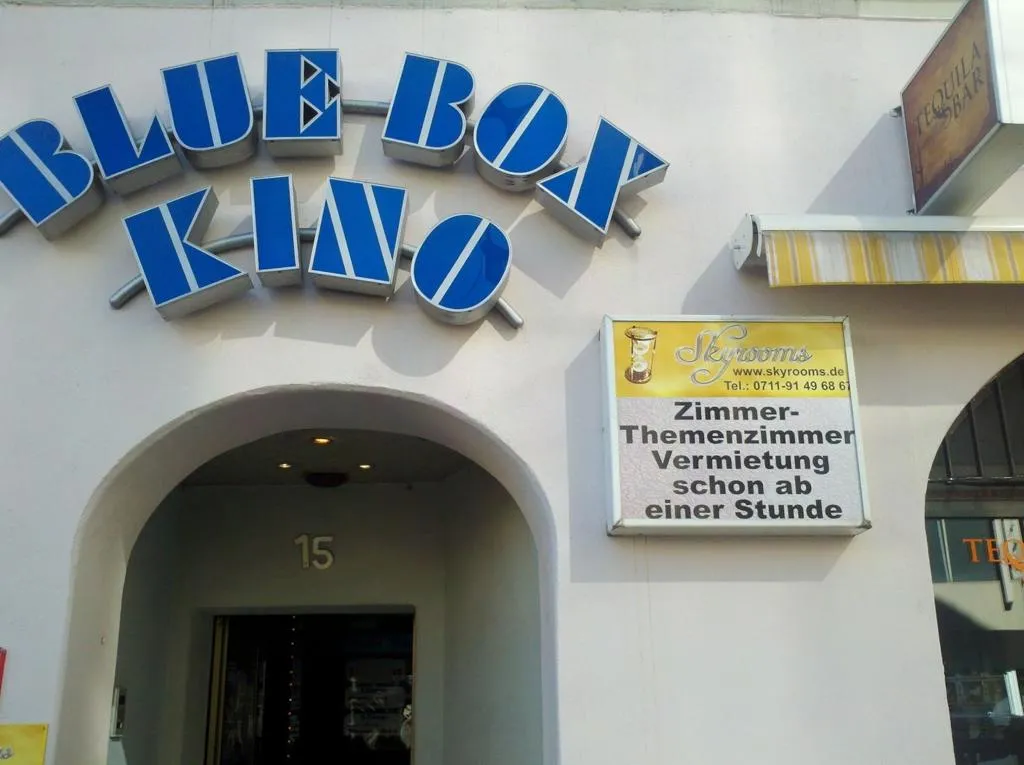 BLUE BOX
KINO
TEQUILA
BAR
Skyrooms
www.skyrooms.de
Tel.: 0711-91 49 68 67
Zimmer-
Themenzimmer
Vermietung
schon ab
einer Stunde
15